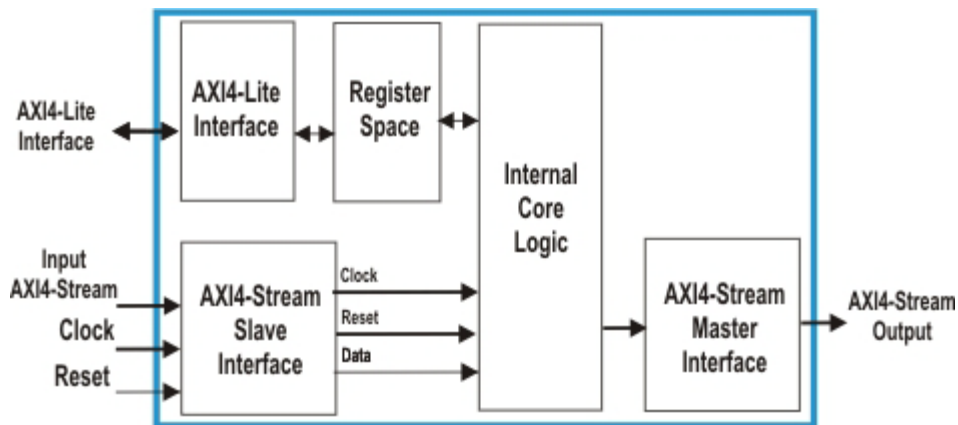 AXI4-Lite
Interface
AXI4-Lite
Interface
Register
Space
Internal
Core
Logic
Input
AXI4-Stream
Clock
Reset
AXI4-Stream
Slave
Interface
Clock
Reset
Data
AXI4-Stream
Master
Interface
AXI4-Stream
Output